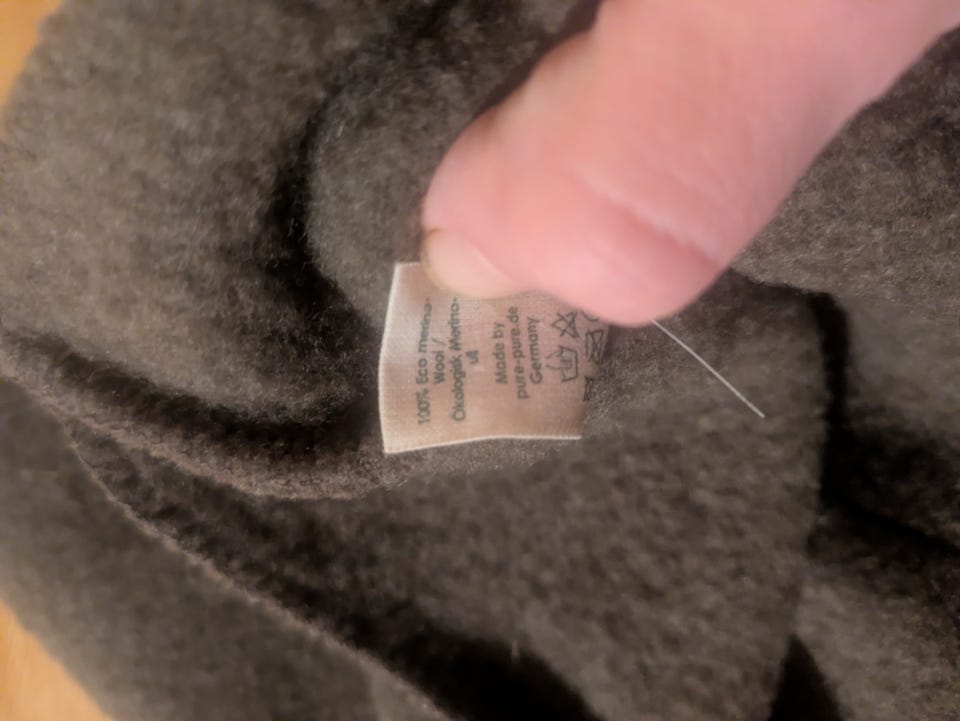 100% Eco merino-
Wool /
Ökologisk Merino-
ull
Made by
pure-pure.de
Germany